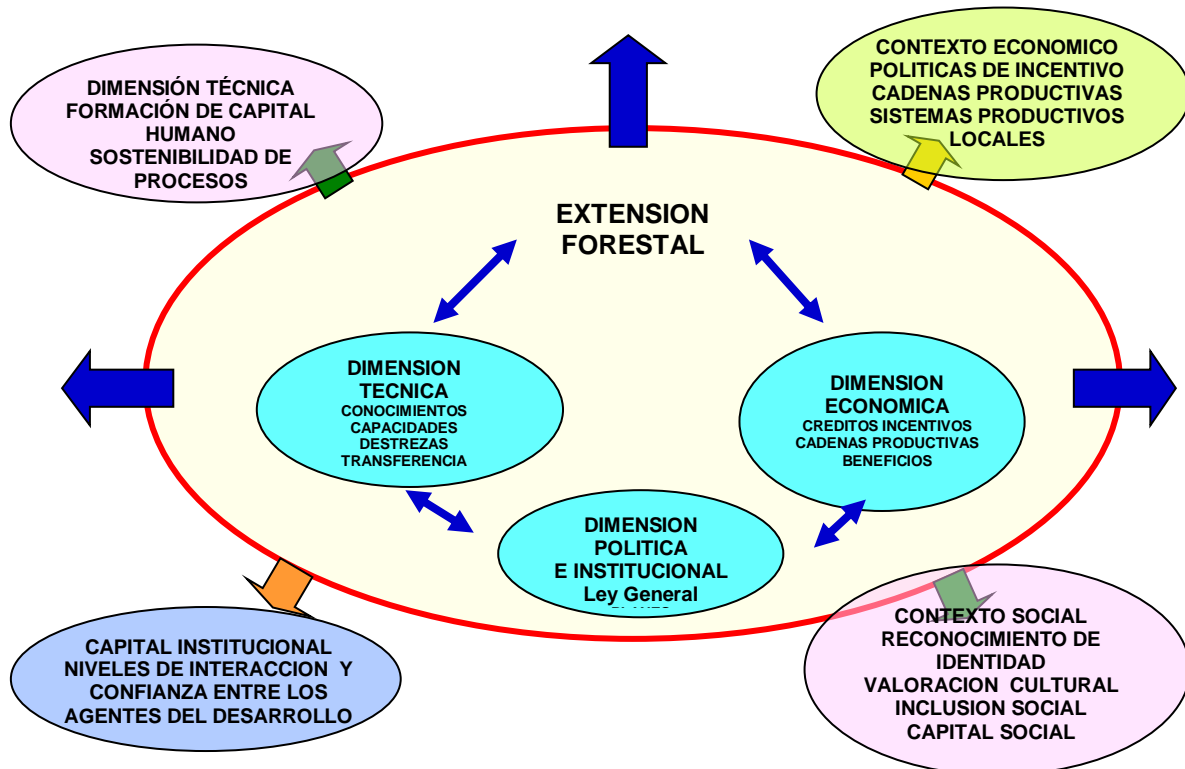 DIMENSIÓN TÉCNICA
FORMACIÓN DE CAPITAL
HUMANO
SOSTENIBILIDAD DE
PROCESOS
CONTEXTO ECONOMICO
POLITICAS DE INCENTIVO
CADENAS PRODUCTIVAS
SISTEMAS PRODUCTIVOS
LOCALES
EXTENSION
FORESTAL
DIMENSION
TECNICA
CONOCIMIENTOS
CAPACIDADES
DESTREZAS
TRANSFERENCIA
DIMENSION
ECONOMICA
CREDITOS INCENTIVOS
CADENAS PRODUCTIVAS
BENEFICIOS
DIMENSION
POLITICA
E INSTITUCIONAL
Ley General
CAPITAL INSTITUCIONAL
NIVELES DE INTERACCION Y
CONFIANZA ENTRE LOS
AGENTES DEL DESARROLLO
CONTEXTO SOCIAL
RECONOCIMIENTO DE
IDENTIDAD
VALORACION CULTURAL
INCLUSION SOCIAL
CAPITAL SOCIAL